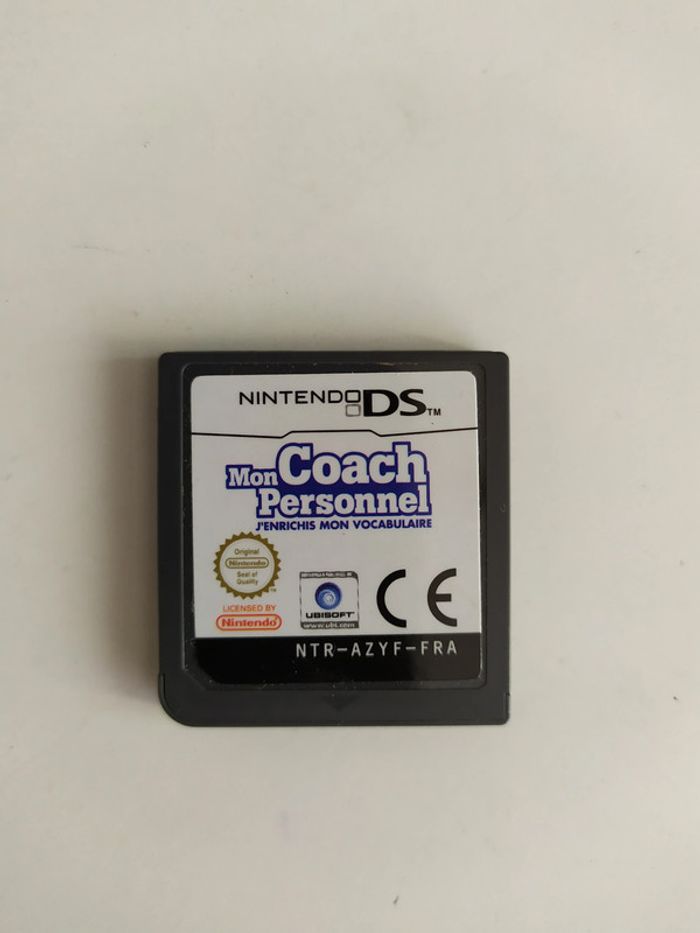 NINTENDO DS™
Mon Coach
Personnel
J'ENRICHIS MON VOCABULAIRE
Original
Nintendo
Seal of
Quality
LICENSED BY
Nintendo
UBISOFT
www.ubi.com
CE
NTR-AZYF-FRA